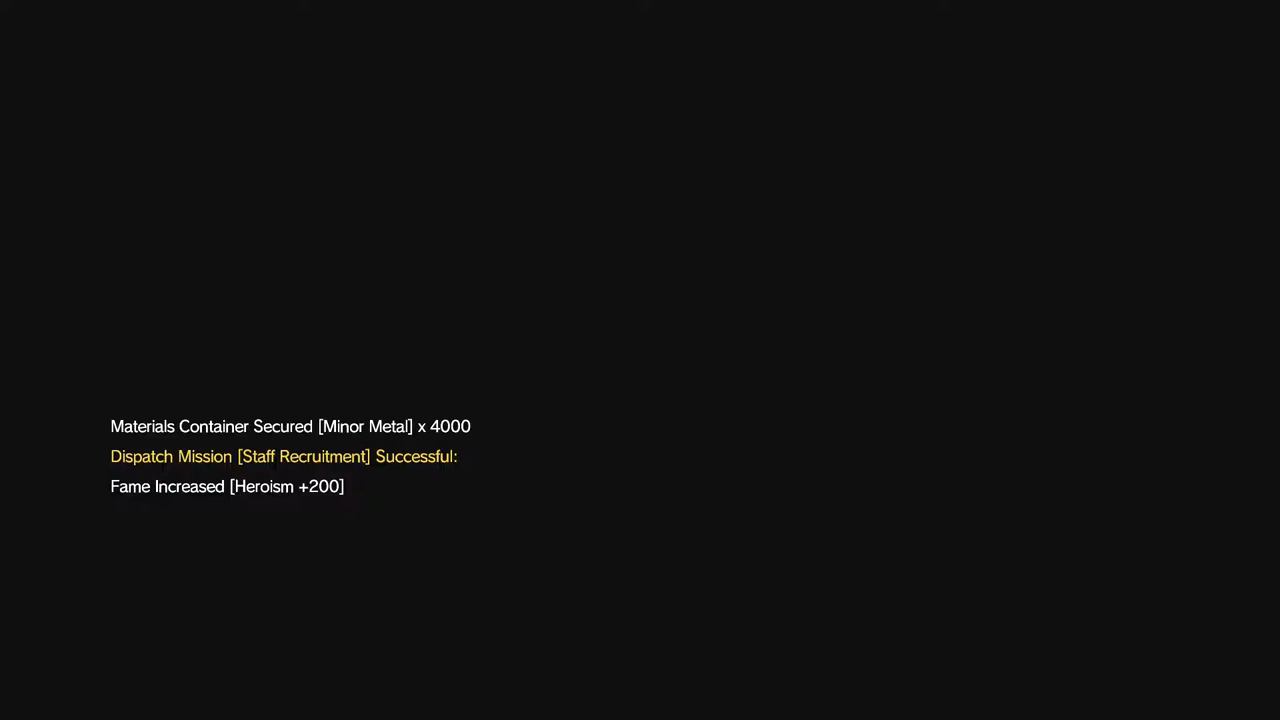 Materials Container Secured [Minor Metal] x 4000
Dispatch Mission [Staff Recruitment] Successful:
Fame Increased [Heroism +200]